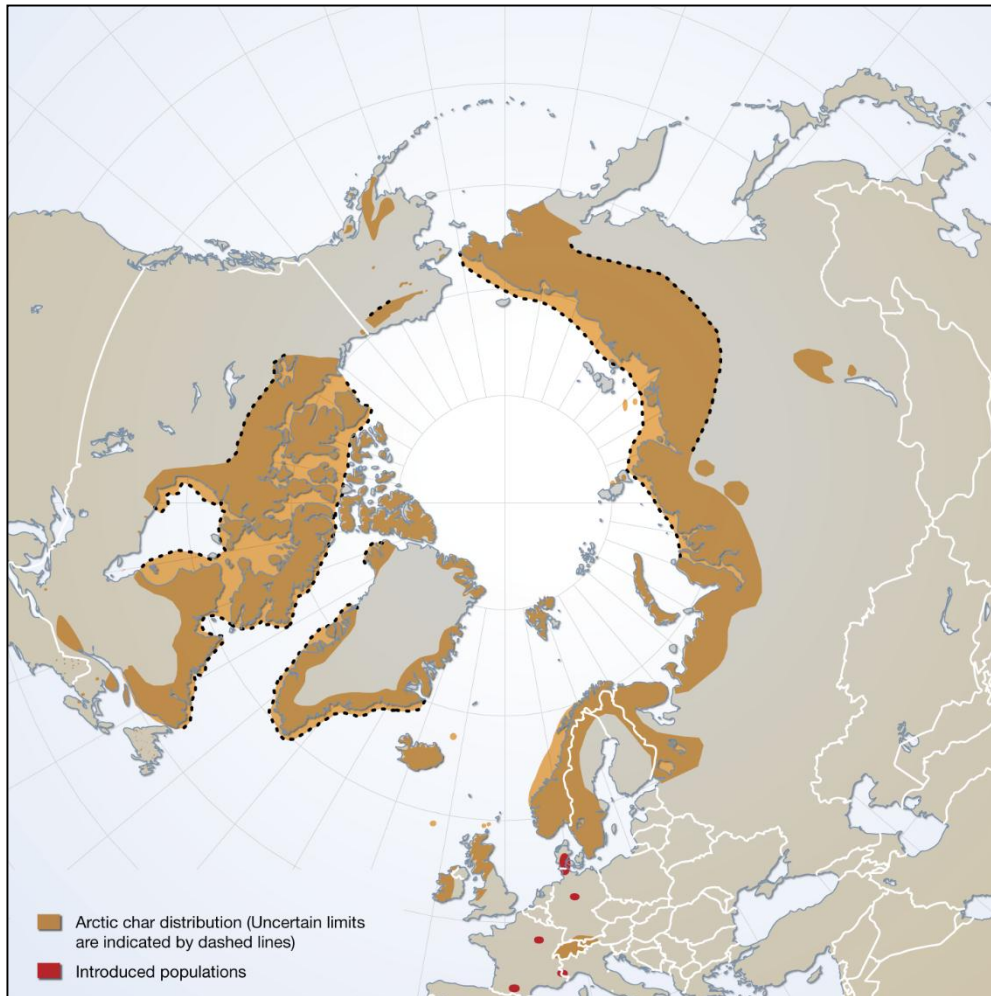 Arctic char distribution (Uncertain limits
are indicated by dashed lines)
Introduced populations